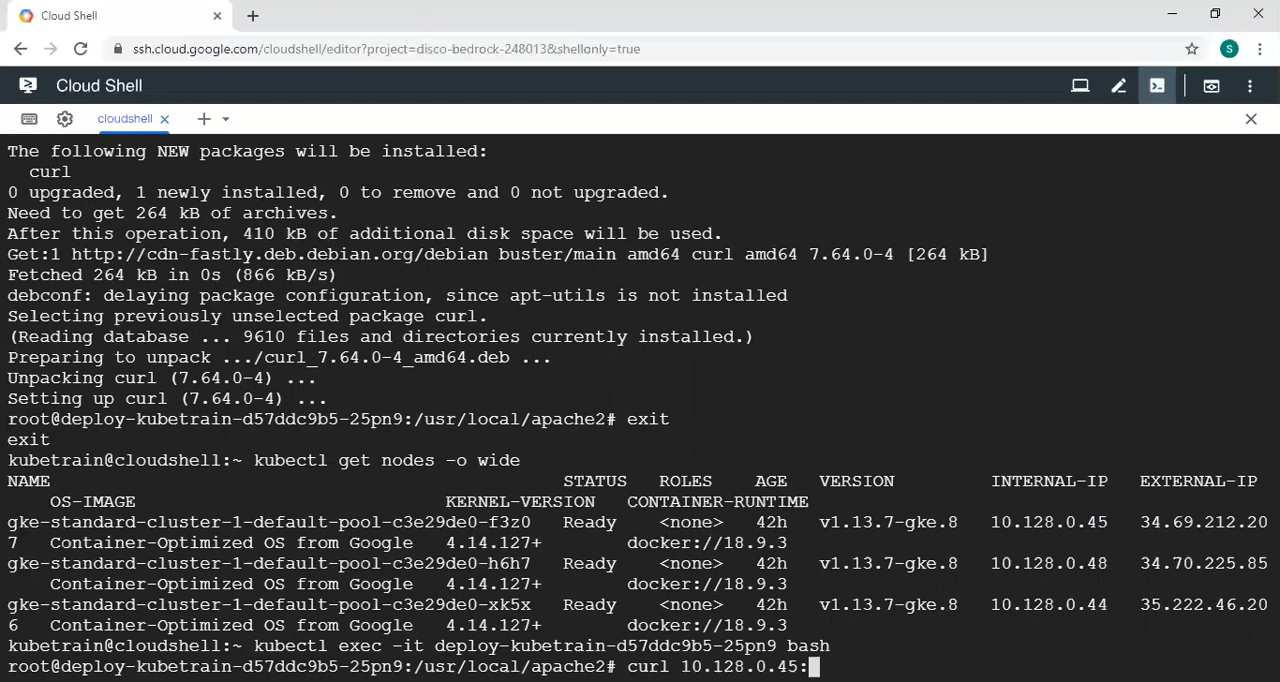 Cloud Shell
ssh.cloud.google.com/cloudshell/editor?project=disco-bedrock-248013&shellonly=true
S
Cloud Shell
cloudshell
The following NEW packages will be installed:
  curl
0 upgraded, 1 newly installed, 0 to remove and 0 not upgraded.
Need to get 264 kB of archives.
After this operation, 410 kB of additional disk space will be used.
Get:1 http://cdn-fastly.deb.debian.org/debian buster/main amd64 curl amd64 7.64.0-4 [264 kB]
Fetched 264 kB in 0s (866 kB/s)
debconf: delaying package configuration, since apt-utils is not installed
Selecting previously unselected package curl.
(Reading database ... 9610 files and directories currently installed.)
Preparing to unpack .../curl_7.64.0-4_amd64.deb ...
Unpacking curl (7.64.0-4) ...
Setting up curl (7.64.0-4) ...
root@deploy-kubetrain-d57ddc9b5-25pn9:/usr/local/apache2# exit
exit
kubetrain@cloudshell:~ kubectl get nodes -o wide
NAME                                                STATUS   ROLES   AGE   VERSION         INTERNAL-IP   EXTERNAL-IP
    OS-IMAGE                             KERNEL-VERSION   CONTAINER-RUNTIME
gke-standard-cluster-1-default-pool-c3e29de0-f3z0   Ready    <none>   42h   v1.13.7-gke.8   10.128.0.45   34.69.212.20
7   Container-Optimized OS from Google   4.14.127+        docker://18.9.3
gke-standard-cluster-1-default-pool-c3e29de0-h6h7   Ready    <none>   42h   v1.13.7-gke.8   10.128.0.48   34.70.225.85
    Container-Optimized OS from Google   4.14.127+        docker://18.9.3
gke-standard-cluster-1-default-pool-c3e29de0-xk5x   Ready    <none>   42h   v1.13.7-gke.8   10.128.0.44   35.222.46.20
6   Container-Optimized OS from Google   4.14.127+        docker://18.9.3
kubetrain@cloudshell:~ kubectl exec -it deploy-kubetrain-d57ddc9b5-25pn9 bash
root@deploy-kubetrain-d57ddc9b5-25pn9:/usr/local/apache2# curl 10.128.0.45: